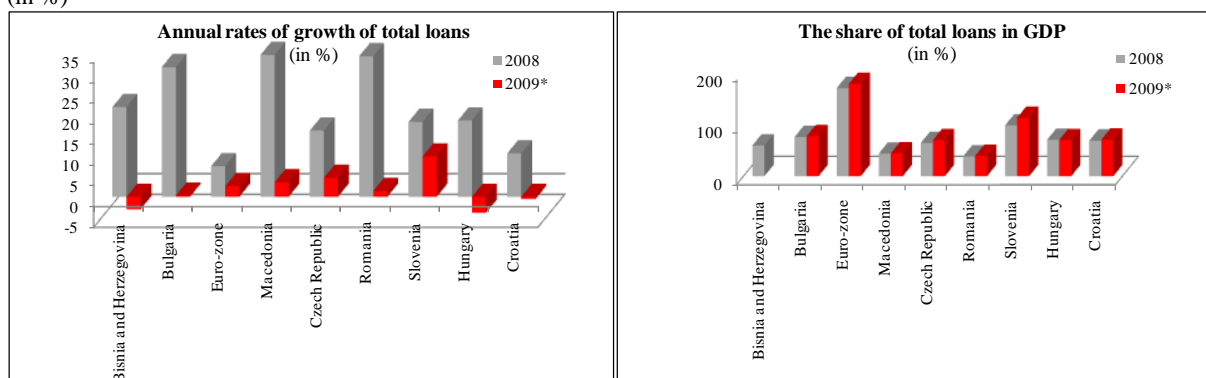 (in %)
Annual rates of growth of total loans
(in %)
35
30
25
20
15
10
5
0
-5
2008
2009*
Bisnia and Herzegovina
Bulgaria
Euro-zone
Macedonia
Czech Republic
Romania
Slovenia
Hungary
Croatia
The share of total loans in GDP
(in %)
200
100
0
2008
2009*
Bisnia and Herzegovina
Bulgaria
Euro-zone
Macedonia
Czech Republic
Romania
Slovenia
Hungary
Croatia